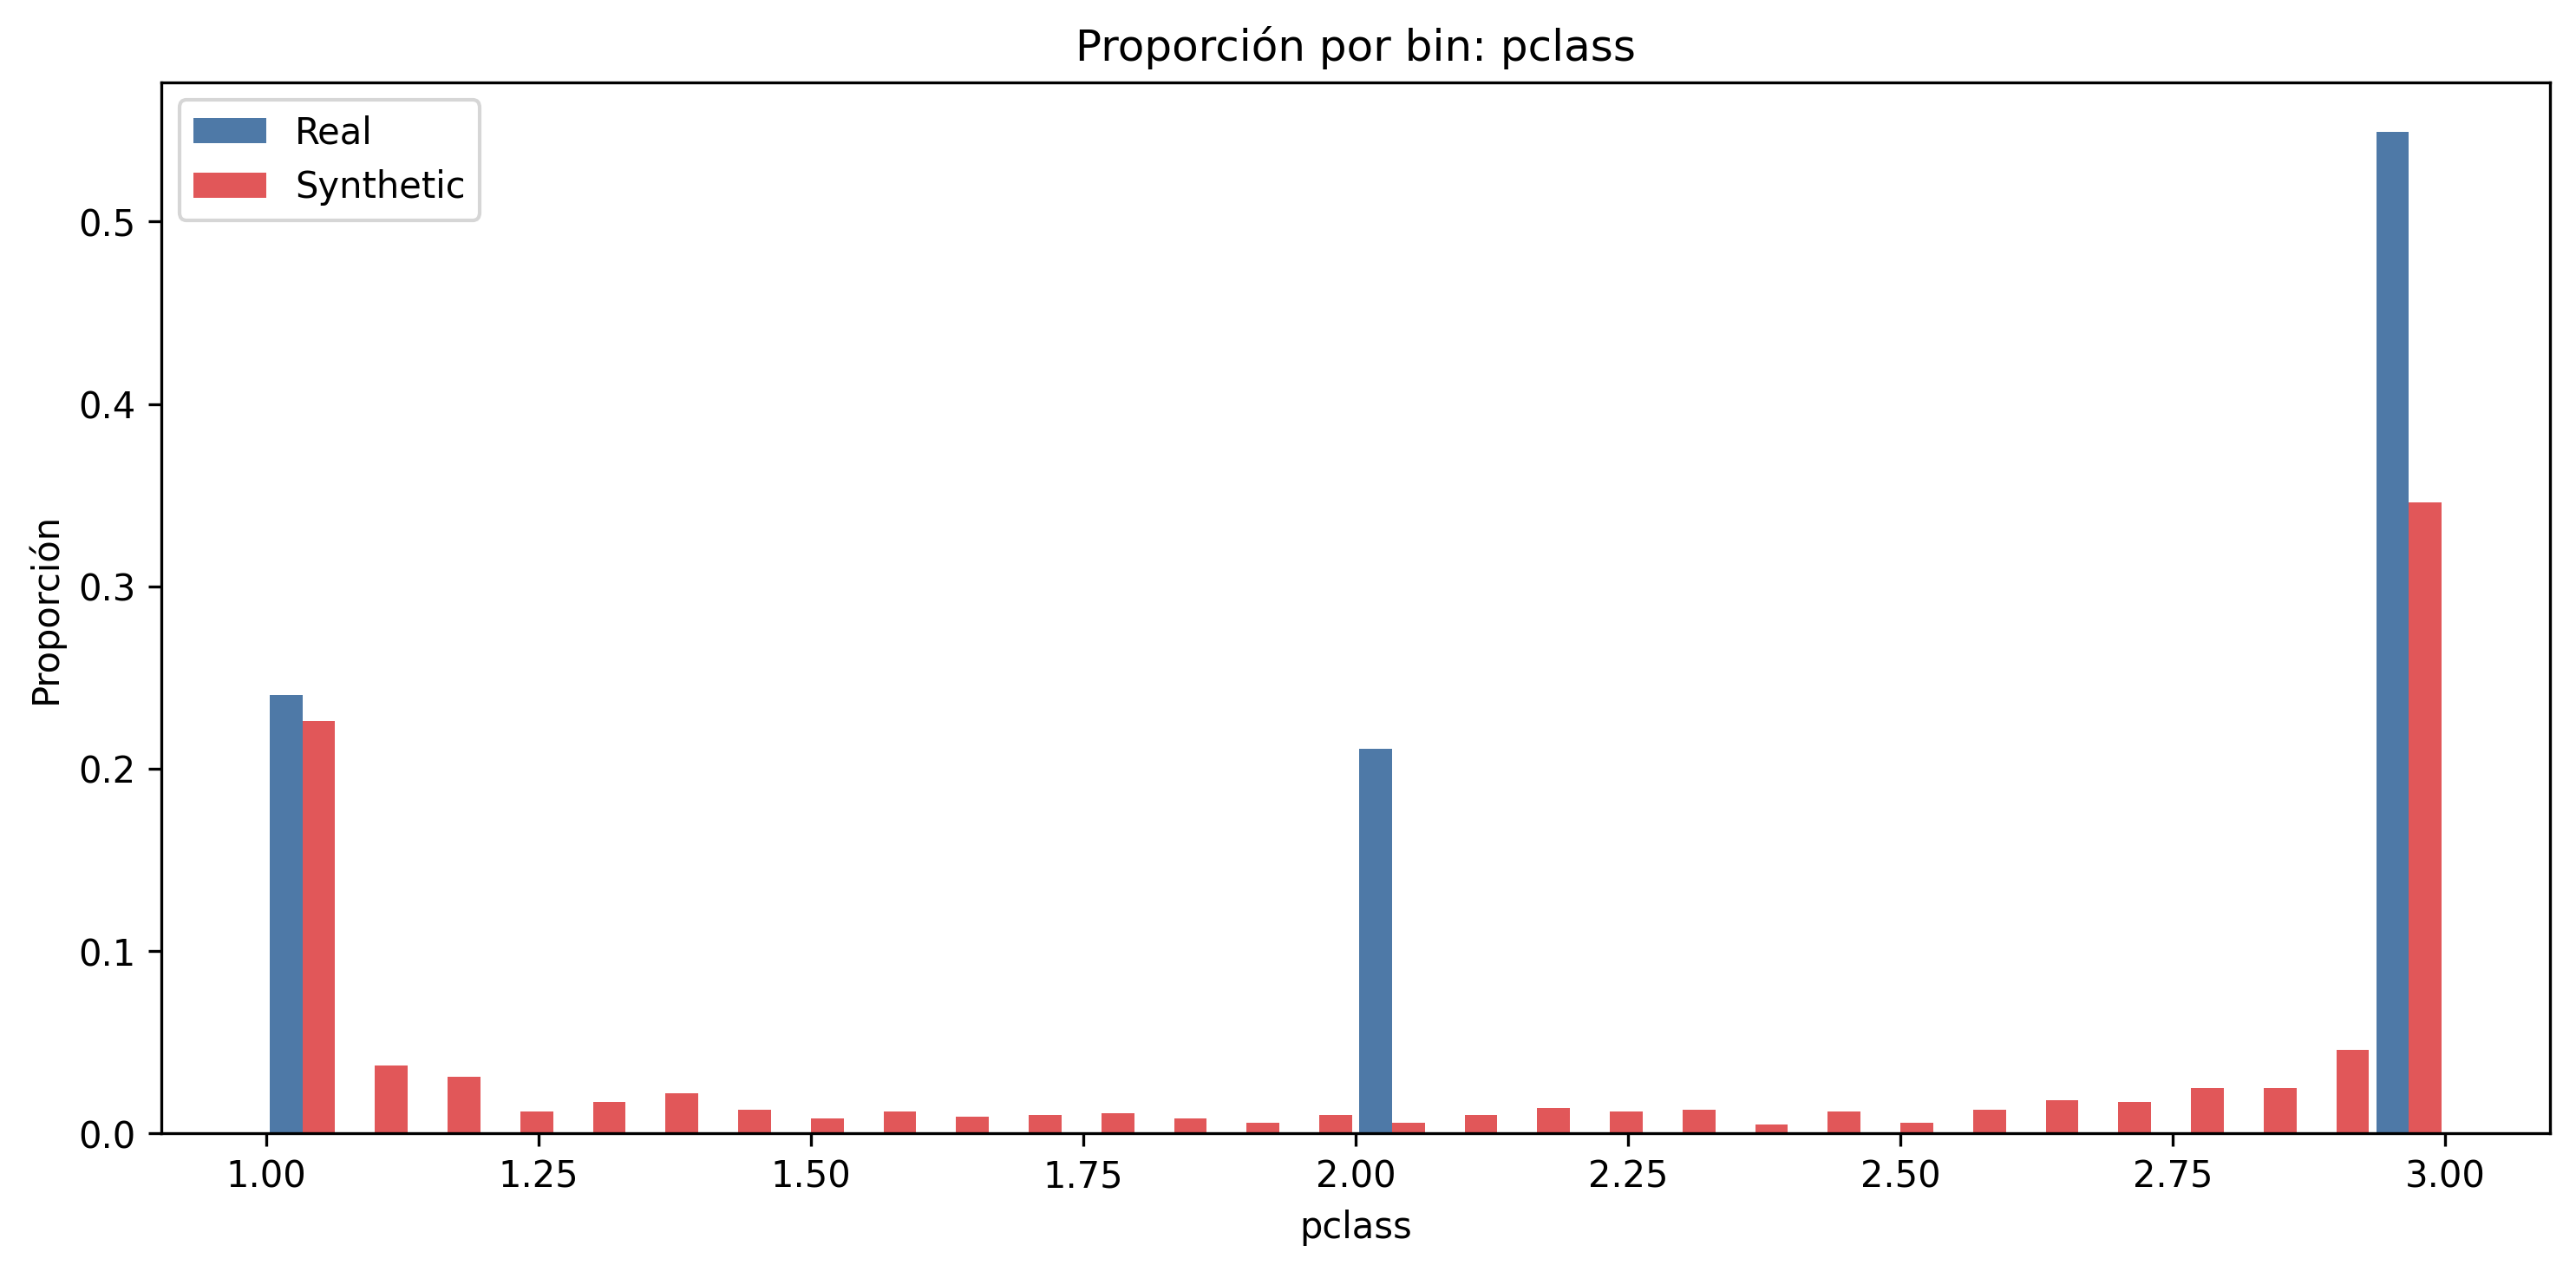 Proporción por bin: pclass
Real
Synthetic
Proporción
0.5
0.4
0.3
0.2
0.1
0.0
1.00 1.25 1.50 1.75 2.00 2.25 2.50 2.75 3.00
pclass